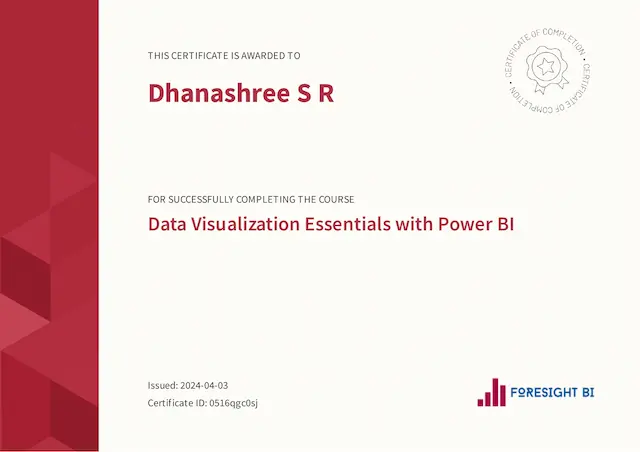 THIS CERTIFICATE IS AWARDED TO
Dhanashree S R
CERTIFICATE OF COMPLETION • CERTIFICATE OF COMPLETION •
FOR SUCCESSFULLY COMPLETING THE COURSE
Data Visualization Essentials with Power BI
Issued: 2024-04-03
Certificate ID: 0516qgc0sj
FORESIGHT BI